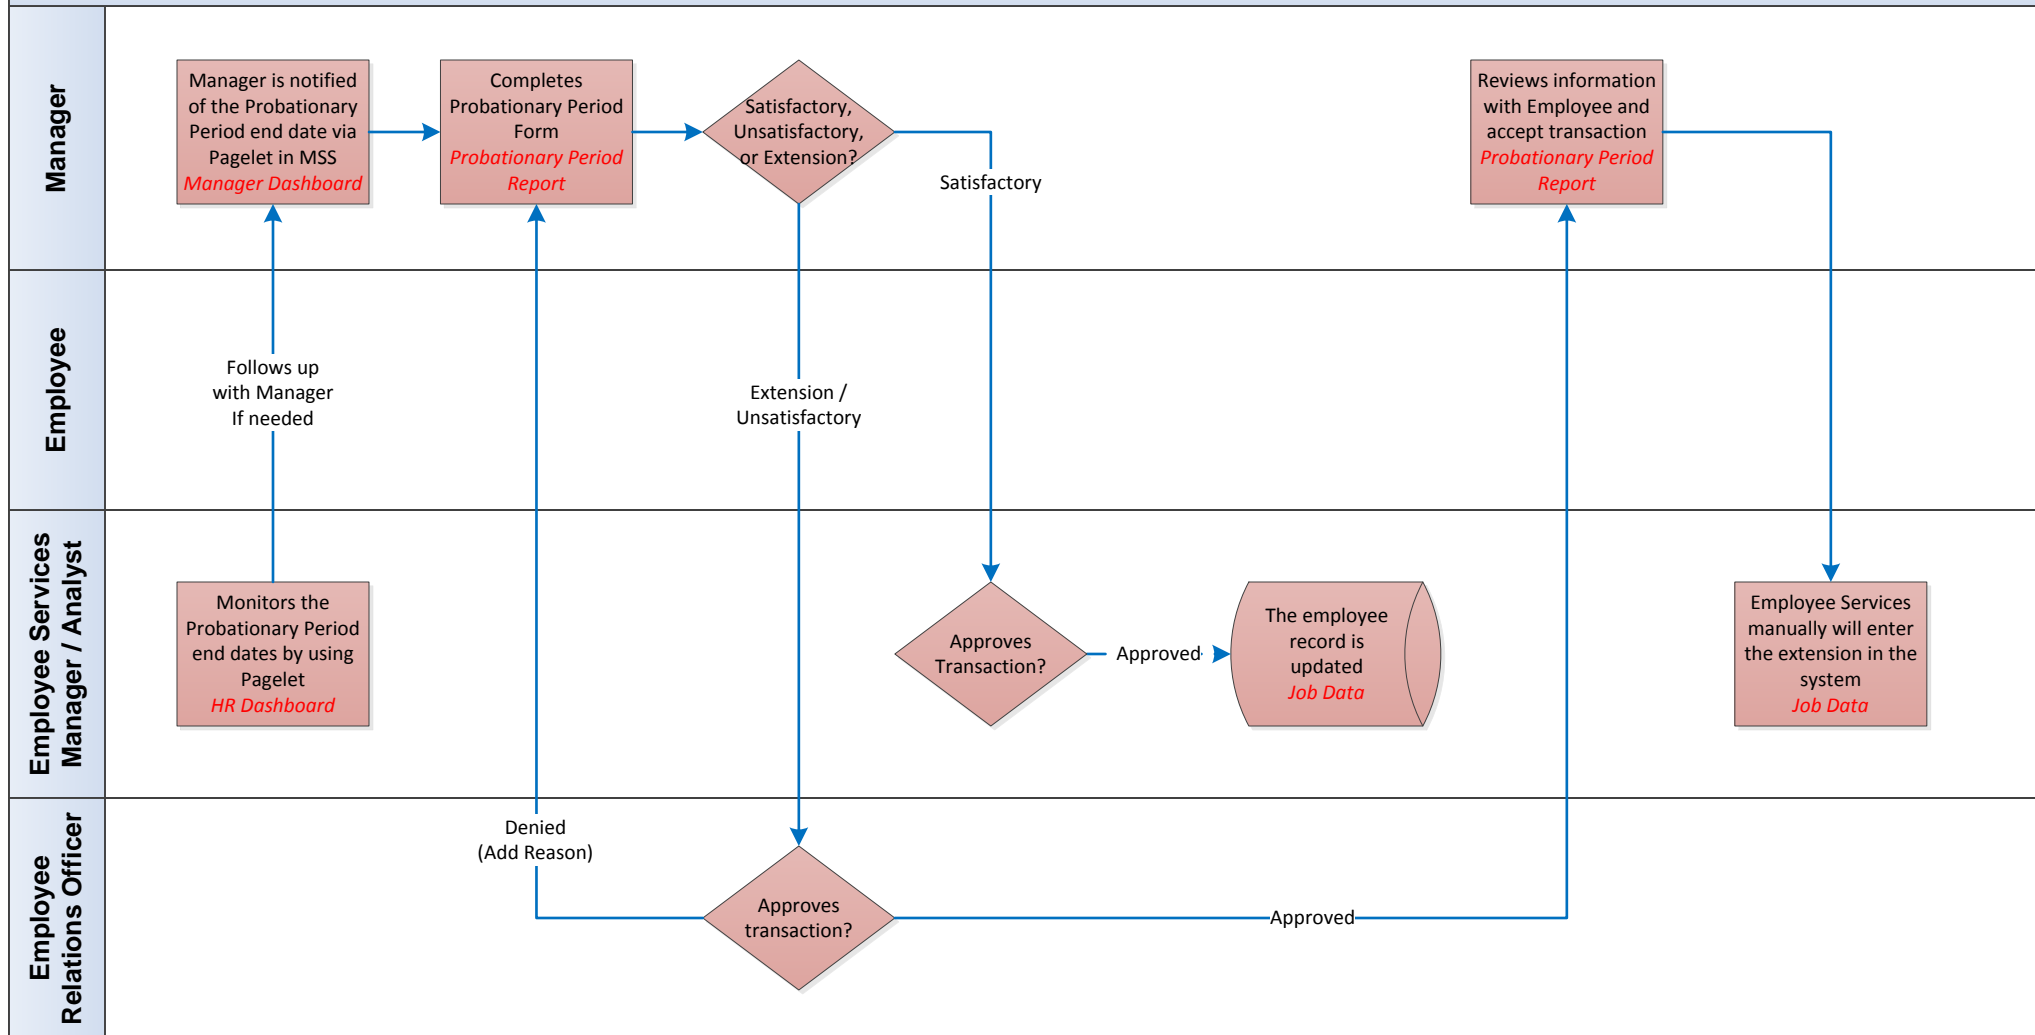 Manager
Manager is notified
of the Probationary
Period end date via
Pagelet in MSS
Manager Dashboard
Completes
Probationary Period
Form
Probationary Period
Report
Satisfactory,
Unsatisfactory,
or Extension?
Satisfactory
Reviews information
with Employee and
accept transaction
Probationary Period
Report
Employee
Follows up
with Manager
If needed
Extension /
Unsatisfactory
Employee Services
Manager / Analyst
Monitors the
Probationary Period
end dates by using
Pagelet
HR Dashboard
Approves
Transaction?
Approved
The employee
record is
updated
Job Data
Employee Services
manually will enter
the extension in the
system
Job Data
Employee
Relations Officer
Denied
(Add Reason)
Approves
transaction?
Approved